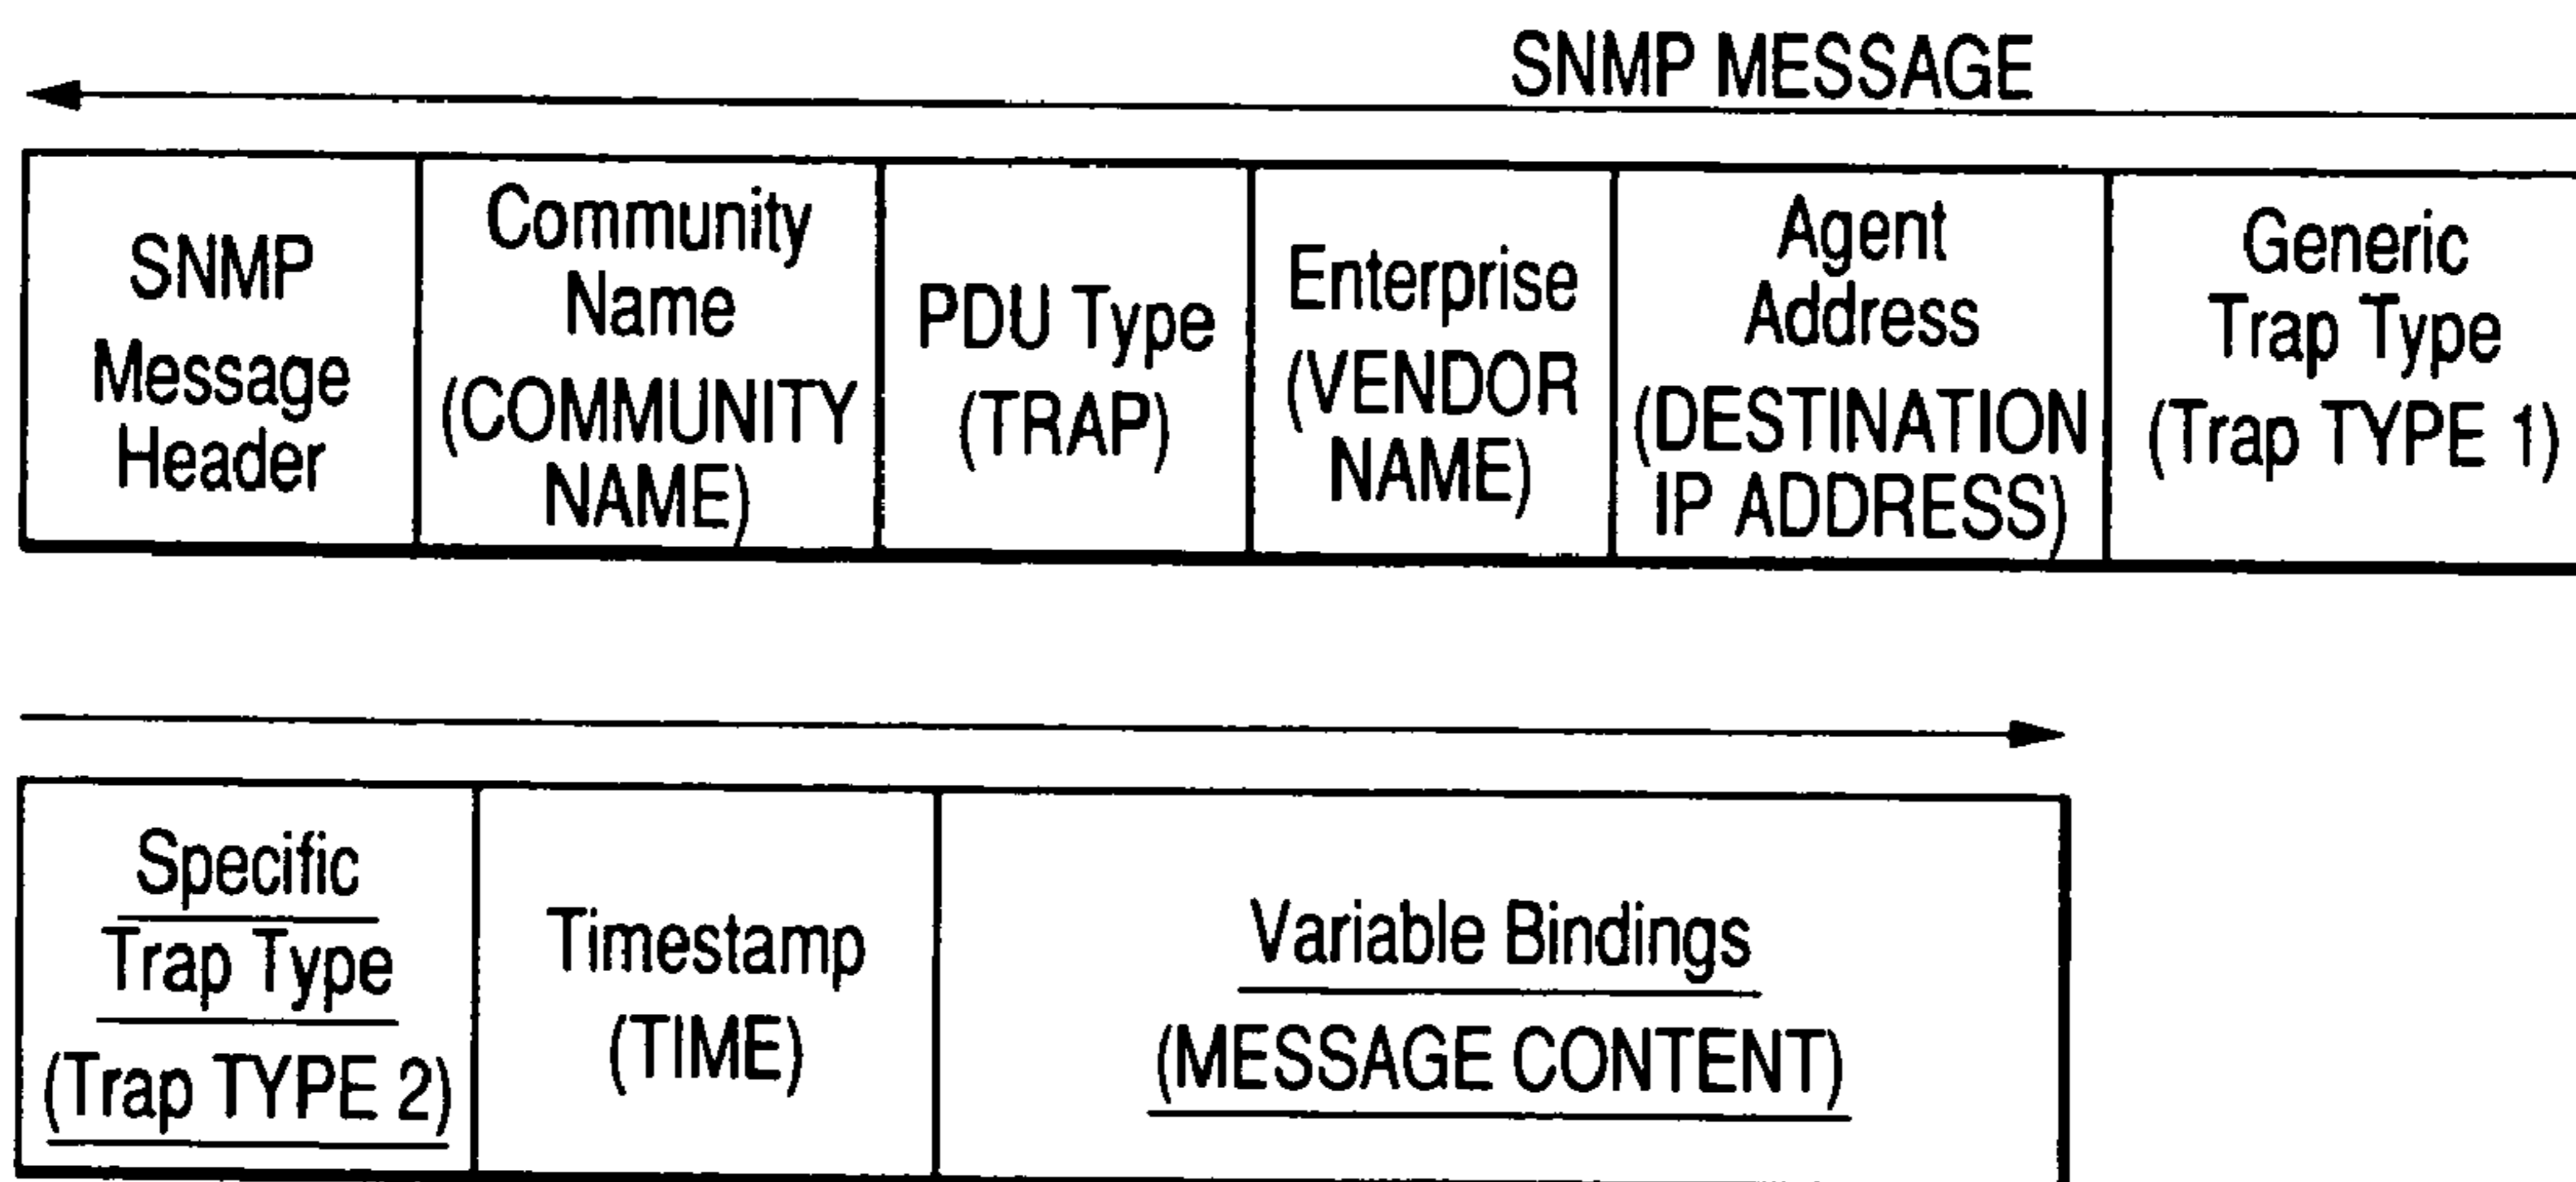 SNMP MESSAGE
SNMP
Message
Header
Community
Name
(COMMUNITY
NAME)
PDU Type
(TRAP)
Enterprise
(VENDOR
NAME)
Agent
Address
(DESTINATION
IP ADDRESS)
Generic
Trap Type
(Trap TYPE 1)
Specific
Trap Type
(Trap TYPE 2)
Timestamp
(TIME)
Variable Bindings
(MESSAGE CONTENT)